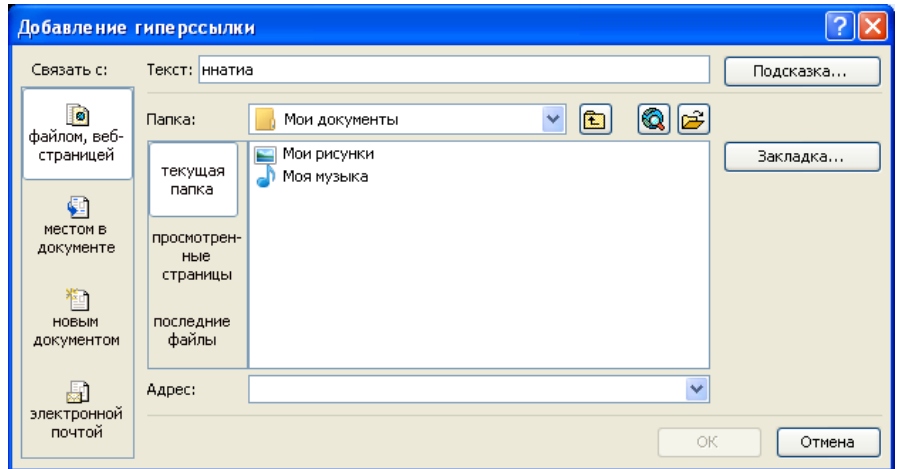 Добавление гиперссылки
Связать с:
Текст: ннатиа
Подсказка...
файлом, веб-
страницей
местом в
документе
новым
документом
электронной
почтой
Папка:
Мои документы
текущая
папка
просмотрен-
ные
страницы
последние
файлы
Мои рисунки
Моя музыка
Закладка...
Адрес:
ОК
Отмена